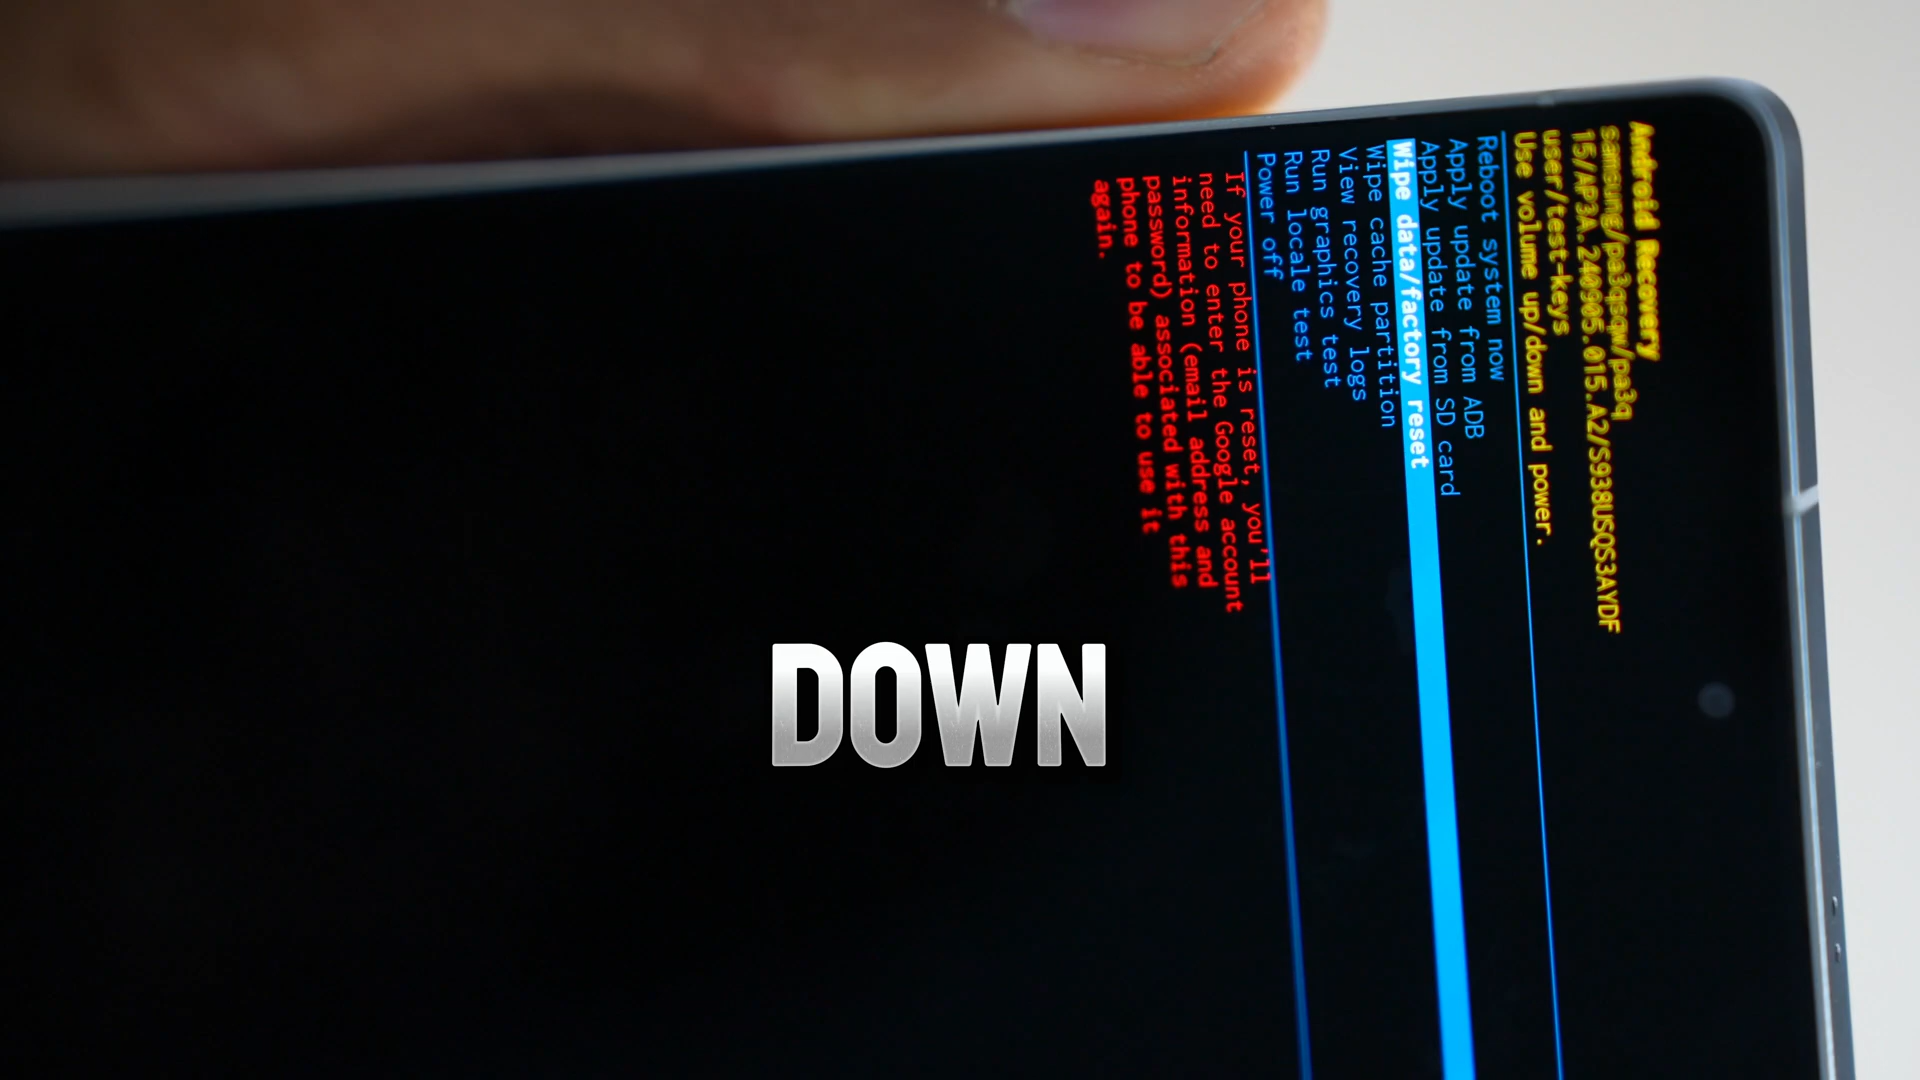 Android Recovery
samsung/pa3qsqw/pa3q
15/AP3A.240905.015.A2/S938USQS3AYDF
user/test-keys
Use volume up/down and power.
Reboot system now
Apply update from ADB
Apply update from SD card
Wipe data/factory reset
Wipe cache partition
View recovery logs
Run graphics test
Run locale test
Power off
If your phone is reset, you'll
need to enter the Google account
information (email address and
password) associated with this
phone to be able to use it
again.
DOWN